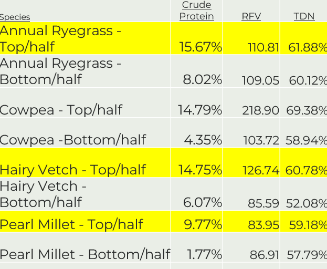 Species Crude Protein RFV TDN
Annual Ryegrass - Top/half 15.67% 110.81 61.88%
Annual Ryegrass - Bottom/half 8.02% 109.05 60.12%
Cowpea - Top/half 14.79% 218.90 69.38%
Cowpea -Bottom/half 4.35% 103.72 58.94%
Hairy Vetch - Top/half 14.75% 126.74 60.78%
Hairy Vetch - Bottom/half 6.07% 85.59 52.08%
Pearl Millet - Top/half 9.77% 83.95 59.18%
Pearl Millet - Bottom/half 1.77% 86.91 57.79%